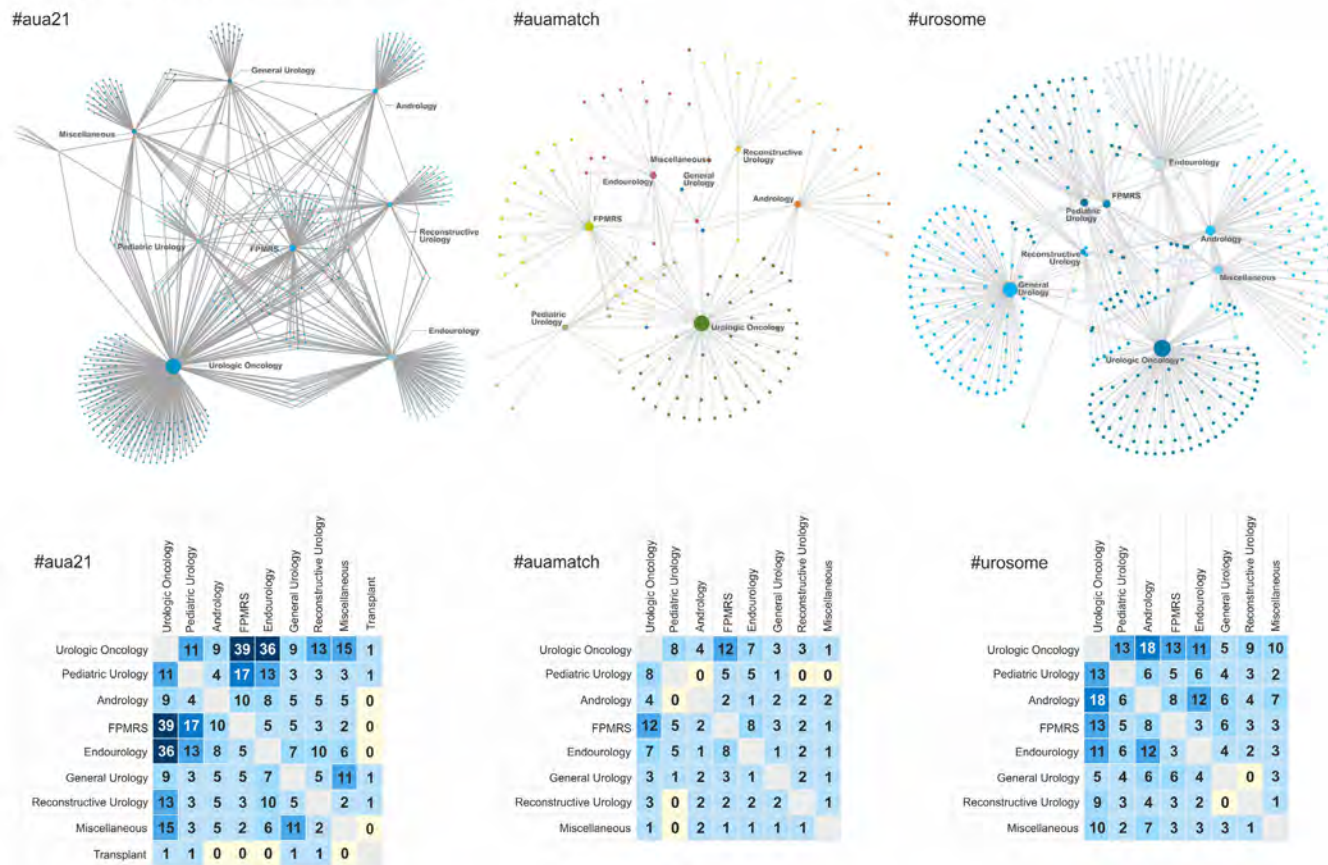 #aua21
General Urology
Andrology
Miscellaneous
Reconstructive
Urology
Pediatric Urology
FPMRS
Endourology
Urologic Oncology
#auamatch
Reconstructive
Urology
Miscellaneous
General
Urology
Endourology
Andrology
FPMRS
Pediatric
Urology
Urologic Oncology
#urosome
Endourology
FPMRS
Pediatric
Urology
Andrology
Reconstructive
Urology
Miscellaneous
General
Urology
Urologic Oncology
#aua21
Urologic Oncology
Pediatric Urology
Andrology
FPMRS
Endourology
General Urology
Reconstructive Urology
Miscellaneous
Transplant
Urologic Oncology 11 9 39 36 9 13 15 1
Pediatric Urology 11 4 17 13 3 3 3 1
Andrology 9 4 10 8 5 5 5 0
FPMRS 39 17 10 5 5 3 2 0
Endourology 36 13 8 5 7 10 6 0
General Urology 9 3 5 5 7 5 11 1
Reconstructive Urology 13 3 5 3 10 5 2 1
Miscellaneous 15 3 5 2 6 11 2 0
Transplant 1 1 0 0 0 1 1 0
#auamatch
Urologic Oncology
Pediatric Urology
Andrology
FPMRS
Endourology
General Urology
Reconstructive Urology
Miscellaneous
Urologic Oncology 8 4 12 7 3 3 1
Pediatric Urology 8 0 5 5 1 0 0
Andrology 4 0 2 1 2 2 2
FPMRS 12 5 2 8 3 2 1
Endourology 7 5 1 8 1 2 1
General Urology 3 1 2 3 1 2 1
Reconstructive Urology 3 0 2 2 2 2 1
Miscellaneous 1 0 2 1 1 1 1
#urosome
Urologic Oncology
Pediatric Urology
Andrology
FPMRS
Endourology
General Urology
Reconstructive Urology
Miscellaneous
Urologic Oncology 13 18 13 11 5 9 10
Pediatric Urology 13 6 5 6 4 3 2
Andrology 18 6 8 12 6 4 7
FPMRS 13 5 8 3 6 3 3
Endourology 11 6 12 3 4 2 3
General Urology 5 4 6 6 4 0 3
Reconstructive Urology 9 3 4 3 2 0 1
Miscellaneous 10 2 7 3 3 3 1